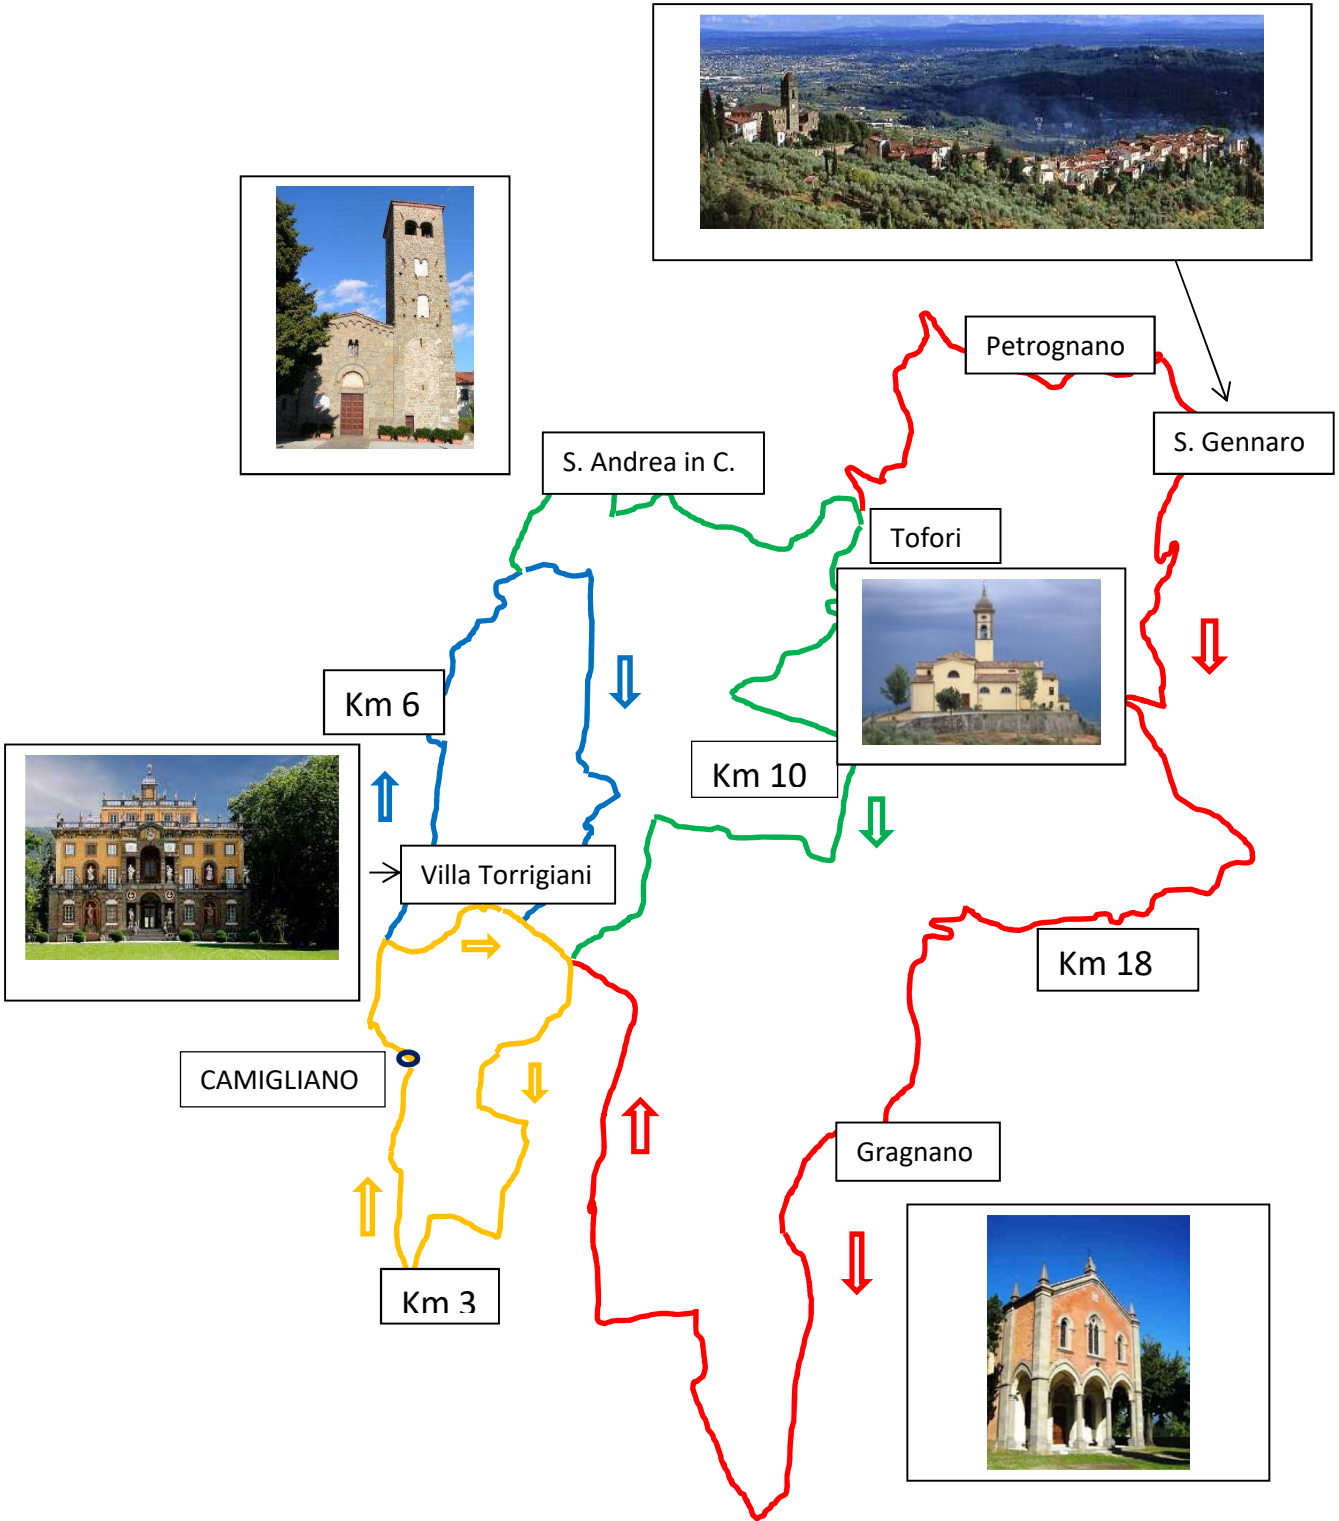 Petrognano
S. Gennaro
S. Andrea in C.
Tofori
Km 6
Km 10
Villa Torrigiani
Km 18
CAMIGLIANO
Gragnano
Km 3